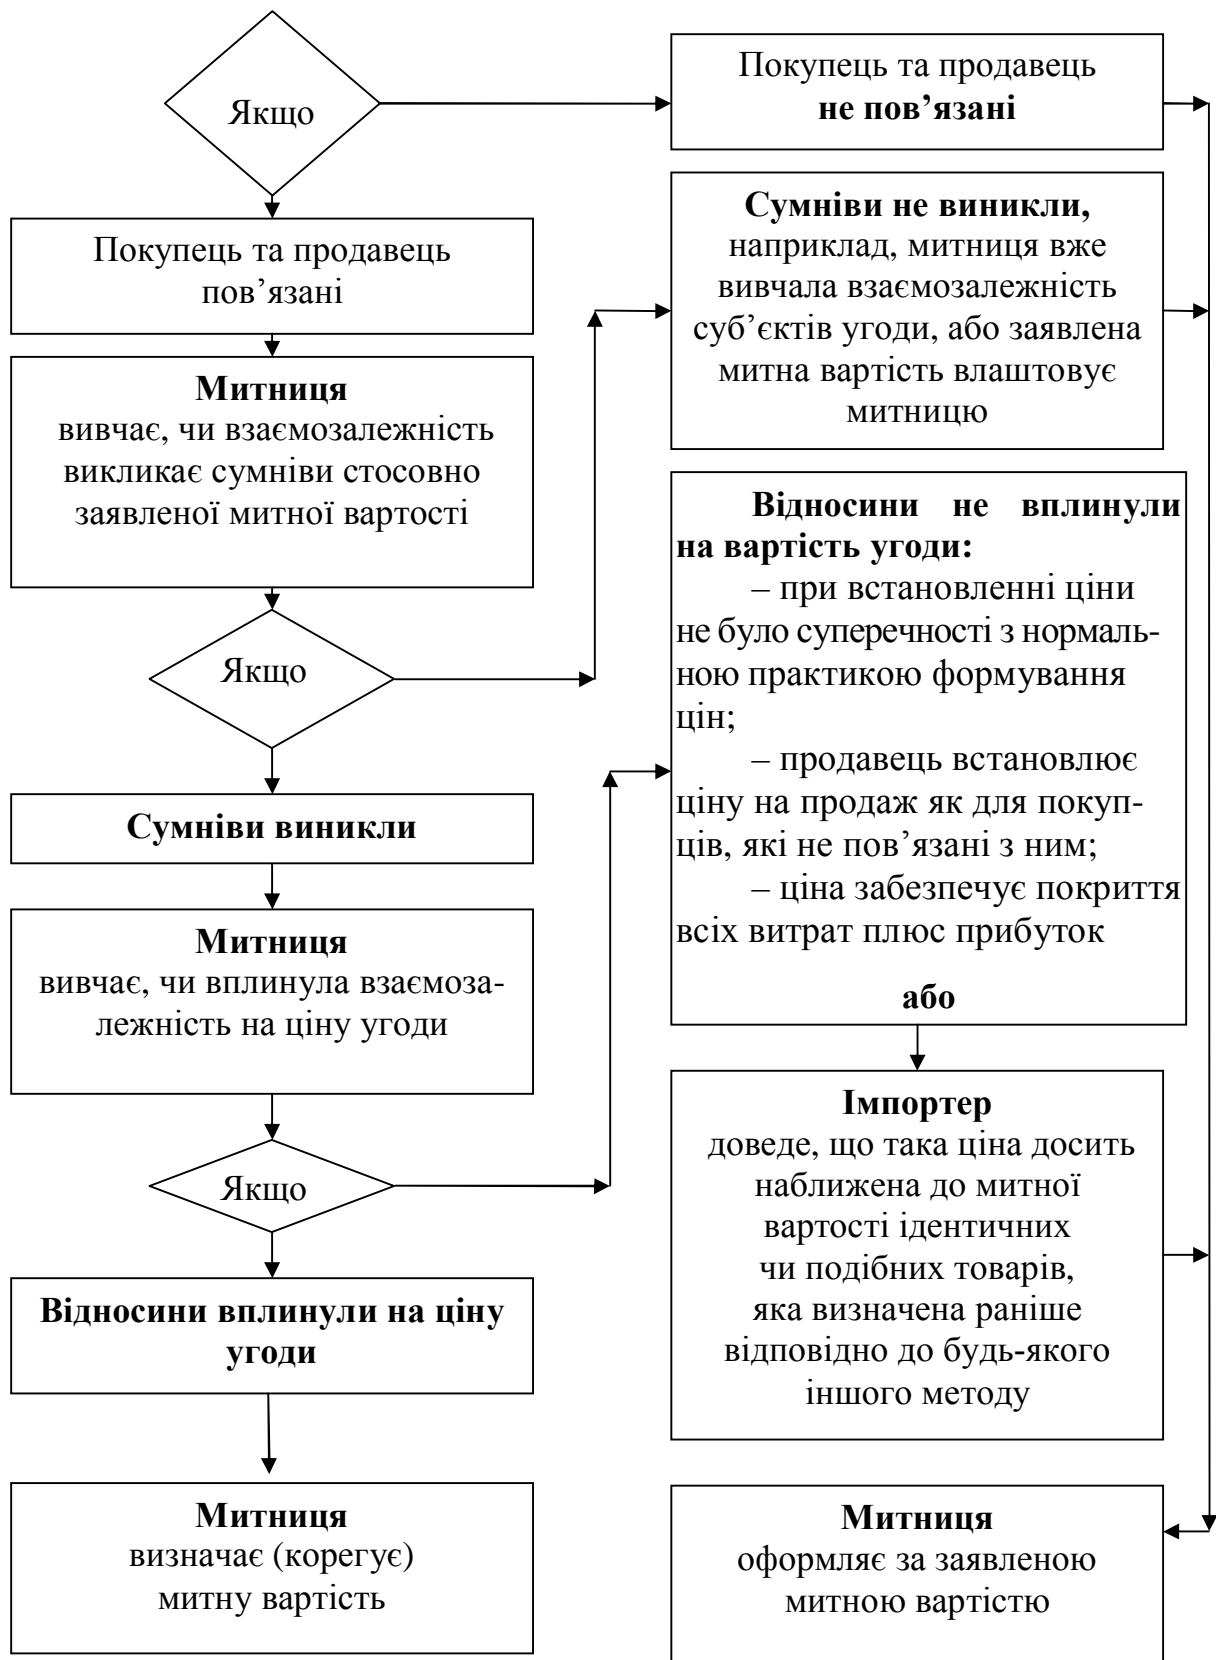 Якщо
Покупець та продавець
не пов’язані
Покупець та продавець
пов’язані
Сумніви не виникли,
наприклад, митниця вже
вивчала взаємозалежність
суб’єктів угоди, або заявлена
митна вартість влаштовує
митницю
Митниця
вивчає, чи взаємозалежність
викликає сумніви стосовно
заявленої митної вартості
Якщо
Відносини не вплинули
на вартість угоди:
– при встановленні ціни
не було суперечності з нормаль-
ною практикою формування
цін;
– продавець встановлює
ціну на продаж як для покуп-
ців, які не пов’язані з ним;
– ціна забезпечує покриття
всіх витрат плюс прибуток
або
Сумніви виникли
Митниця
вивчає, чи вплинула взаємоза-
лежність на ціну угоди
Якщо
Імпортер
доведе, що така ціна досить
наближена до митної
вартості ідентичних
чи подібних товарів,
яка визначена раніше
відповідно до будь-якого
іншого методу
Відносини вплинули на ціну
угоди
Митниця
визначає (корегує)
митну вартість
Митниця
оформляє за заявленою
митною вартістю